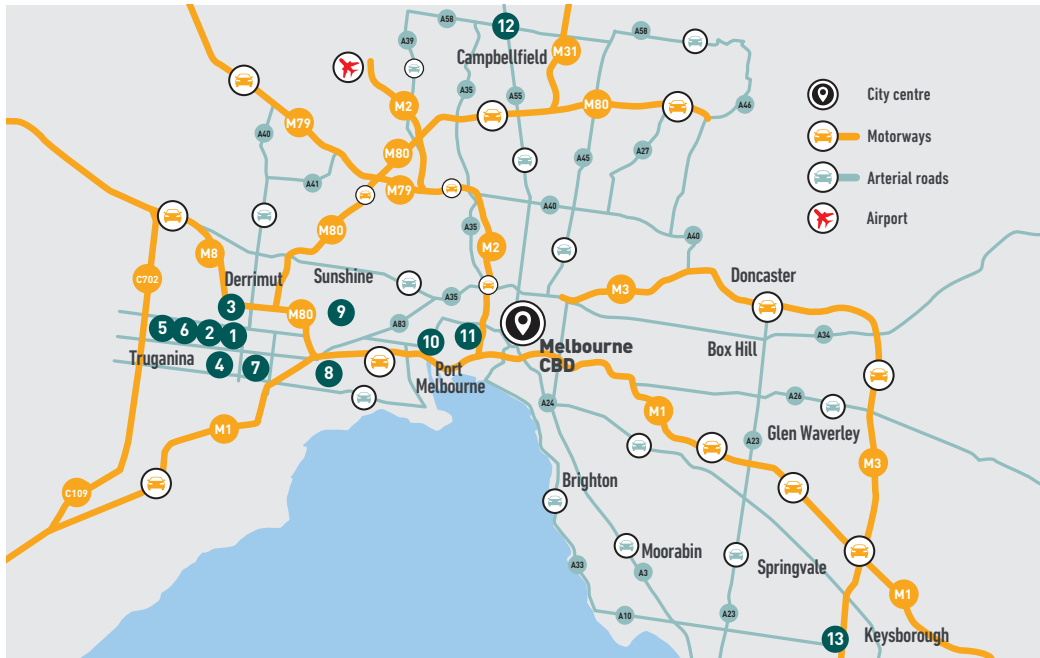 A58
12
A39
Campbellfield
M31
A58
A35
A55
M2
M80
A46
M79
A40
M80
A45
A27
A41
M79
A40
A35
A40
M80
M2
M8
C702
Derrimut
Sunshine
A35
M3
Doncaster
3
M80
9
A83
5
6
2
1
10
11
Melbourne
CBD
A34
Box Hill
Truganina
4
7
8
Port
Melbourne
A24
M1
A26
M1
A23
Glen Waverley
M3
C109
Brighton
Moorabin
A33
A3
Springvale
A10
A23
M1
13
Keysborough
City centre
Motorways
Arterial roads
Airport